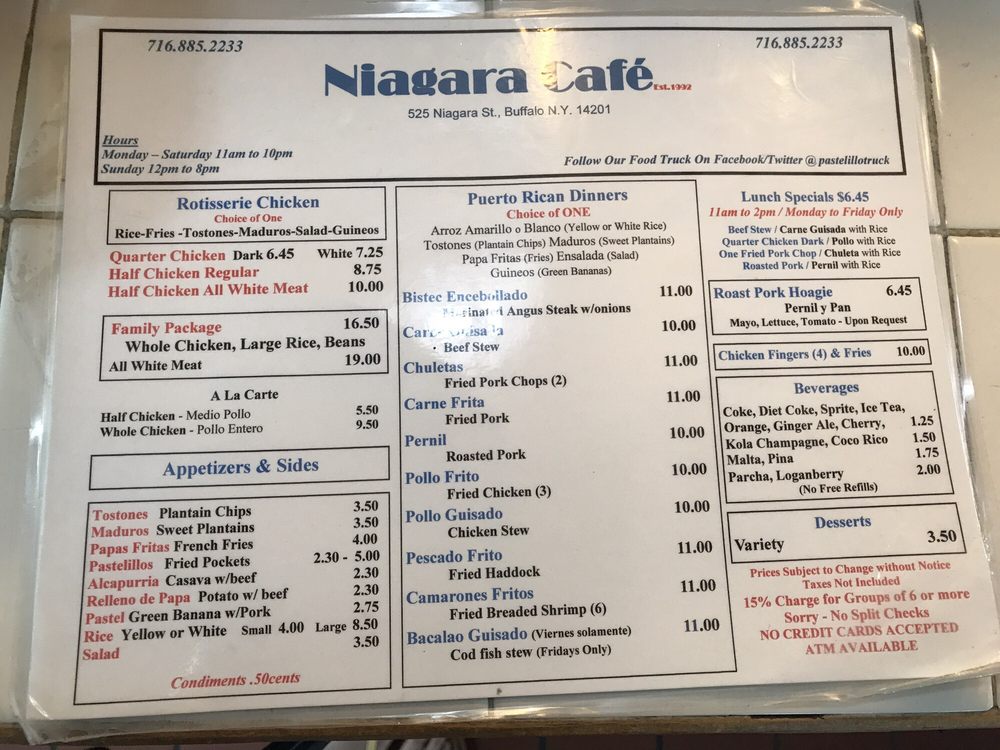 716.885.2233
716.885.2233
Niagara Café Est.1992
525 Niagara St., Buffalo N.Y. 14201
Hours
Monday – Saturday 11am to 10pm
Sunday 12pm to 8pm
Follow Our Food Truck On Facebook/Twitter @ pastelillotruck
Rotisserie Chicken
Choice of One
Rice-Fries -Tostones-Maduros-Salad-Guineos
Quarter Chicken Dark 6.45 White 7.25
Half Chicken Regular 8.75
Half Chicken All White Meat 10.00
Family Package 16.50
Whole Chicken, Large Rice, Beans
All White Meat 19.00
A La Carte
Half Chicken - Medio Pollo 5.50
Whole Chicken - Pollo Entero 9.50
Appetizers & Sides
Tostones Plantain Chips 3.50
Maduros Sweet Plantains 3.50
Papas Fritas French Fries 4.00
Pastelillos Fried Pockets 2.30 - 5.00
Alcapurria Casava w/beef 2.30
Relleno de Papa Potato w/ beef 2.30
Pastel Green Banana w/Pork 2.75
Rice Yellow or White Small 4.00 Large 8.50
Salad 3.50
Condiments .50cents
Puerto Rican Dinners
Choice of ONE
Arroz Amarillo o Blanco (Yellow or White Rice)
Tostones (Plantain Chips) Maduros (Sweet Plantains)
Papa Fritas (Fries) Ensalada (Salad)
Guineos (Green Bananas)
Bistec Encebollado 11.00
Marinated Angus Steak w/onions
Carne Guisada 10.00
Beef Stew
Chuletas 11.00
Fried Pork Chops (2)
Carne Frita 11.00
Fried Pork
Pernil 10.00
Roasted Pork
Pollo Frito 10.00
Fried Chicken (3)
Pollo Guisado 10.00
Chicken Stew
Pescado Frito 11.00
Fried Haddock
Camarones Fritos 11.00
Fried Breaded Shrimp (6)
Bacalao Guisado (Viernes solamente) 11.00
Cod fish stew (Fridays Only)
Lunch Specials $6.45
11am to 2pm / Monday to Friday Only
Beef Stew / Carne Guisada with Rice
Quarter Chicken Dark / Pollo with Rice
One Fried Pork Chop / Chuleta with Rice
Roasted Pork / Pernil with Rice
Roast Pork Hoagie 6.45
Pernil y Pan
Mayo, Lettuce, Tomato - Upon Request
Chicken Fingers (4) & Fries 10.00
Beverages
Coke, Diet Coke, Sprite, Ice Tea,
Orange, Ginger Ale, Cherry, 1.25
Kola Champagne, Coco Rico 1.50
Malta, Pina 1.75
Parcha, Loganberry 2.00
(No Free Refills)
Desserts
Variety 3.50
Prices Subject to Change without Notice
Taxes Not Included
15% Charge for Groups of 6 or more
Sorry - No Split Checks
NO CREDIT CARDS ACCEPTED
ATM AVAILABLE